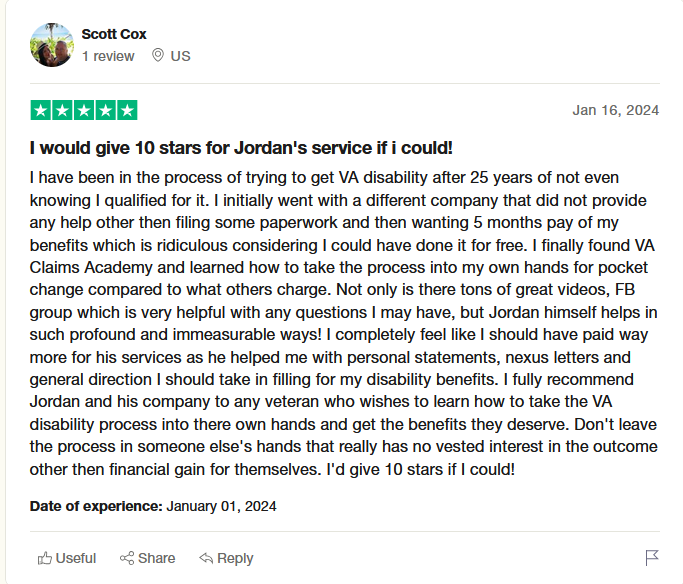 Scott Cox
1 review US
Jan 16, 2024
I would give 10 stars for Jordan's service if i could!
I have been in the process of trying to get VA disability after 25 years of not even
knowing I qualified for it. I initially went with a different company that did not provide
any help other then filing some paperwork and then wanting 5 months pay of my
benefits which is ridiculous considering I could have done it for free. I finally found VA
Claims Academy and learned how to take the process into my own hands for pocket
change compared to what others charge. Not only is there tons of great videos, FB
group which is very helpful with any questions I may have, but Jordan himself helps in
such profound and immeasurable ways! I completely feel like I should have paid way
more for his services as he helped me with personal statements, nexus letters and
general direction I should take in filling for my disability benefits. I fully recommend
Jordan and his company to any veteran who wishes to learn how to take the VA
disability process into there own hands and get the benefits they deserve. Don't leave
the process in someone else's hands that really has no vested interest in the outcome
other then financial gain for themselves. I'd give 10 stars if I could!
Date of experience: January 01, 2024
Useful Share Reply